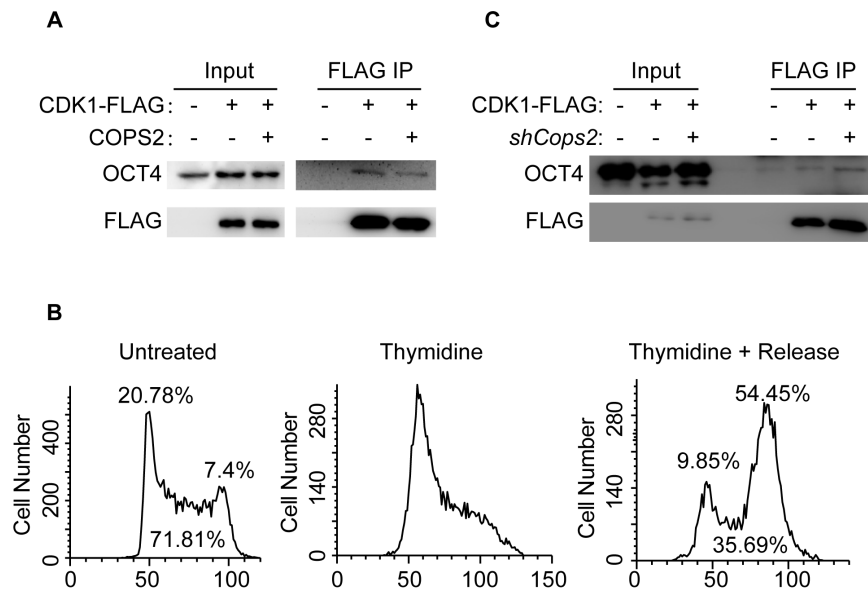 A
Input
FLAG IP
CDK1-FLAG: - + + - + +
COPS2: - - + - - +
OCT4
FLAG
C
Input
FLAG IP
CDK1-FLAG: - + + - + +
shCops2: - - + - - +
OCT4
FLAG
B
Untreated
Cell Number
400
200
0
20.78%
7.4%
71.81%
0 50 100
Thymidine
Cell Number
280
140
0
0 50 100 150
Thymidine + Release
Cell Number
280
140
0
54.45%
9.85%
35.69%
0 50 100